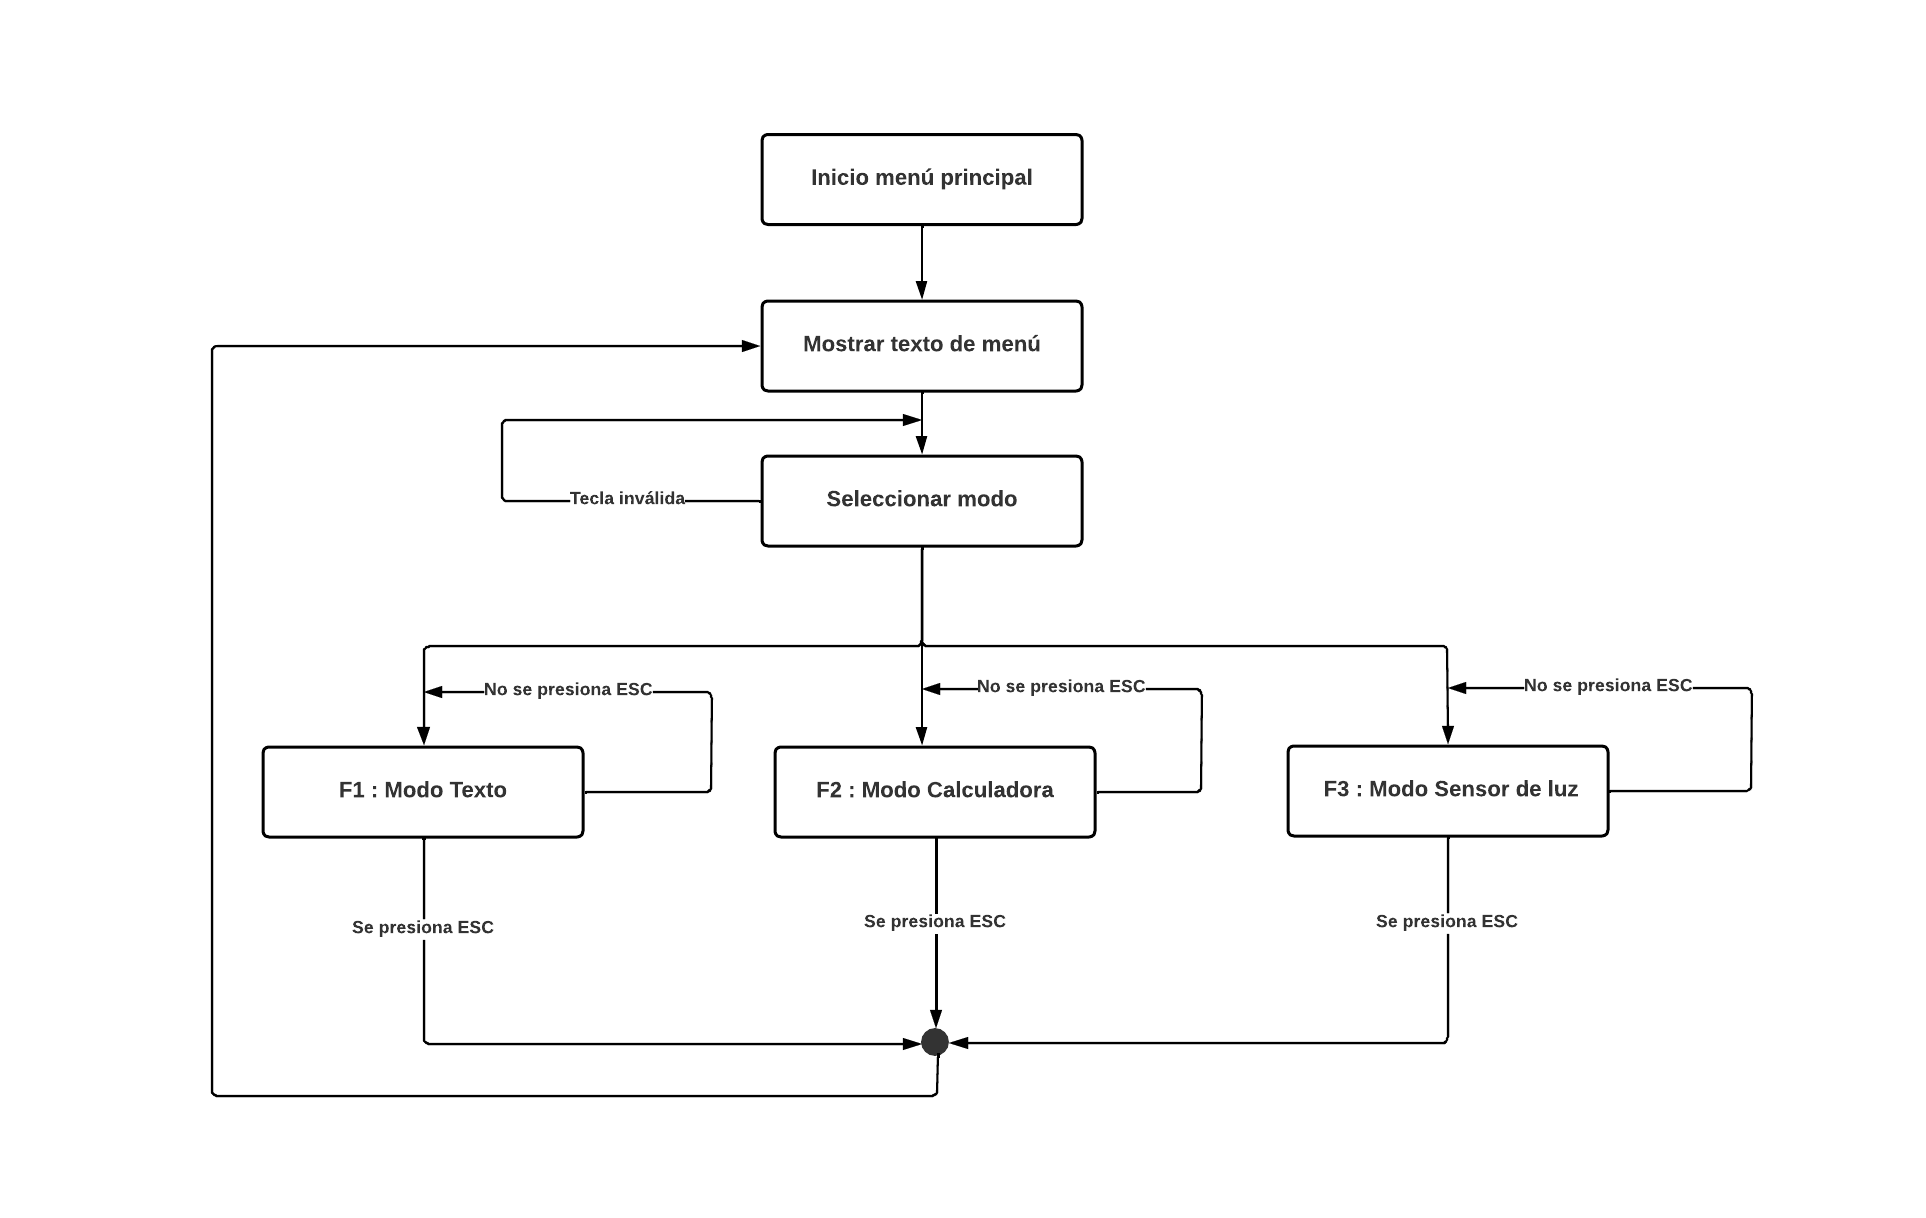 Inicio menú principal
Mostrar texto de menú
Tecla inválida
Seleccionar modo
No se presiona ESC
No se presiona ESC
No se presiona ESC
F1 : Modo Texto
F2 : Modo Calculadora
F3 : Modo Sensor de luz
Se presiona ESC
Se presiona ESC
Se presiona ESC